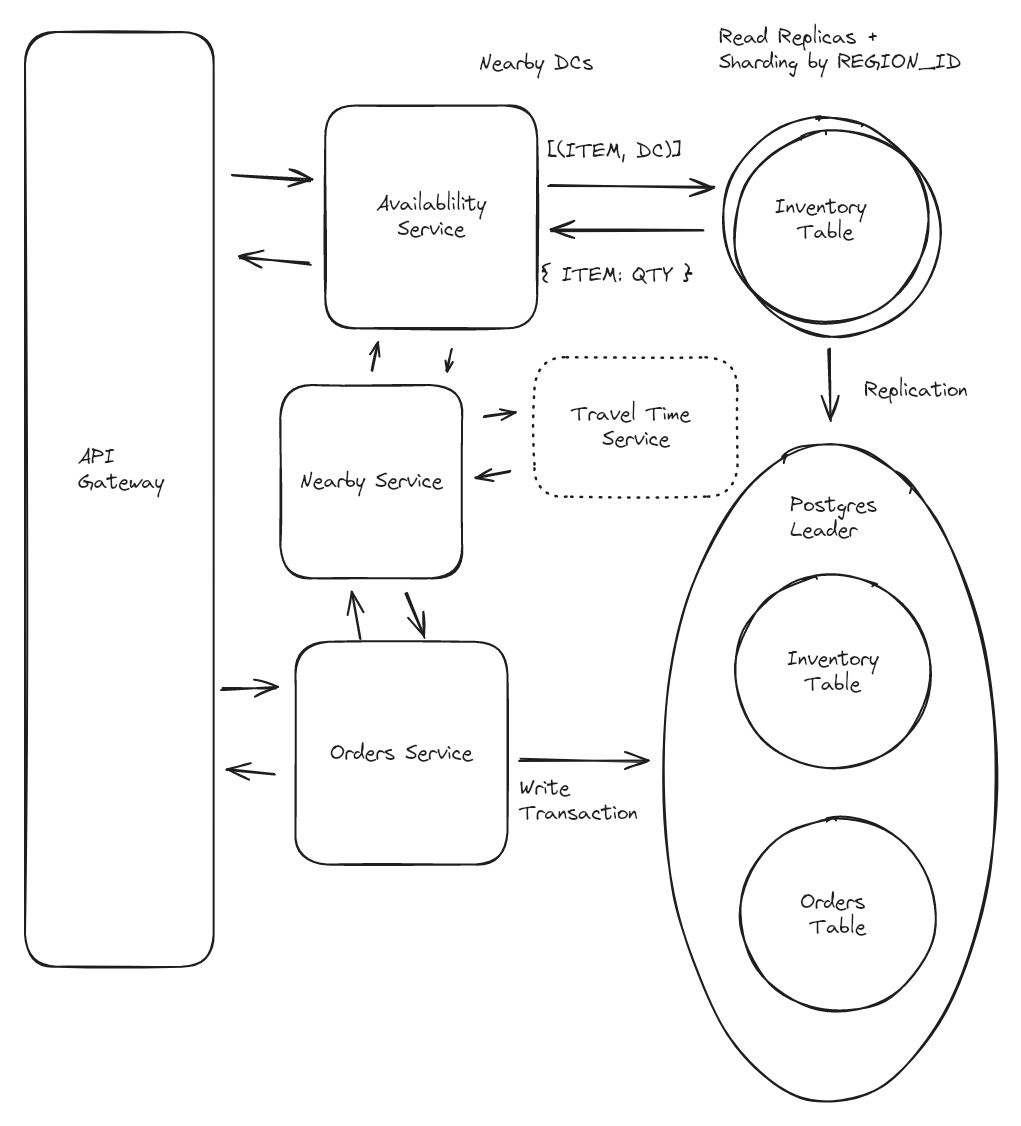 Read Replicas +
Sharding by REGION_ID
Nearby DCs
[(ITEM, DC)]
Availablility
Service
Inventory
Table
{ ITEM: QTY }
Travel Time
Service
Replication
API
Gateway
Nearby Service
Postgres
Leader
Inventory
Table
Orders Service
Write
Transaction
Orders
Table